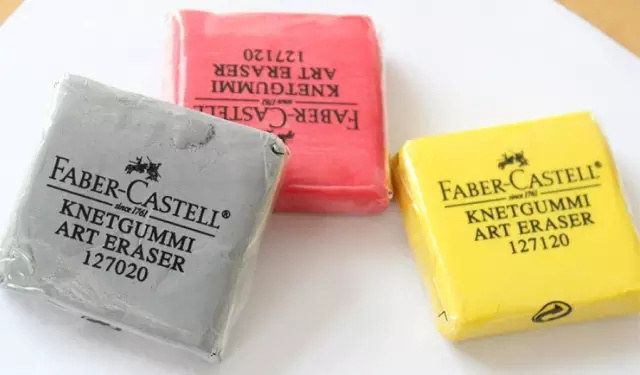 FABER-CASTELL®
since 1761
KNETGUMMI
ART ERASER
127020
FABER-CASTELL
since 1761
KNETGUMMI
ART ERASER
127120
FABER-CASTELL®
since 1761
KNETGUMMI
ART ERASER
127120